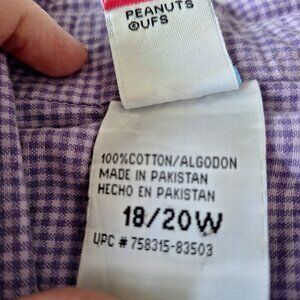 PEANUTS
©UFS
100%COTTON/ALGODON
MADE IN PAKISTAN
HECHO EN PAKISTAN
18/20W
UPC # 758315-83503